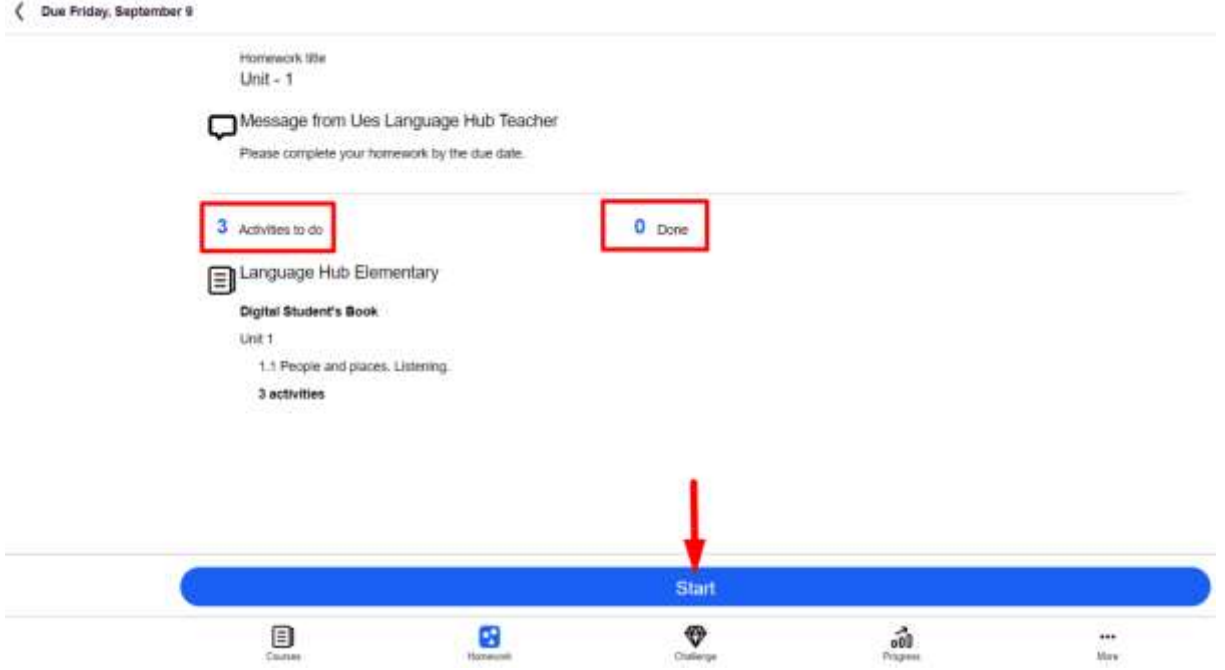 Due Friday, September 9
Homework title
Unit - 1
Message from Ues Language Hub Teacher
Please complete your homework by the due date.
3 Activities to do
0 Done
Language Hub Elementary
Digital Student's Book
Unit 1
1.1 People and places. Listening.
3 activities
Start
Courses
Homework
Challenge
Progress
More